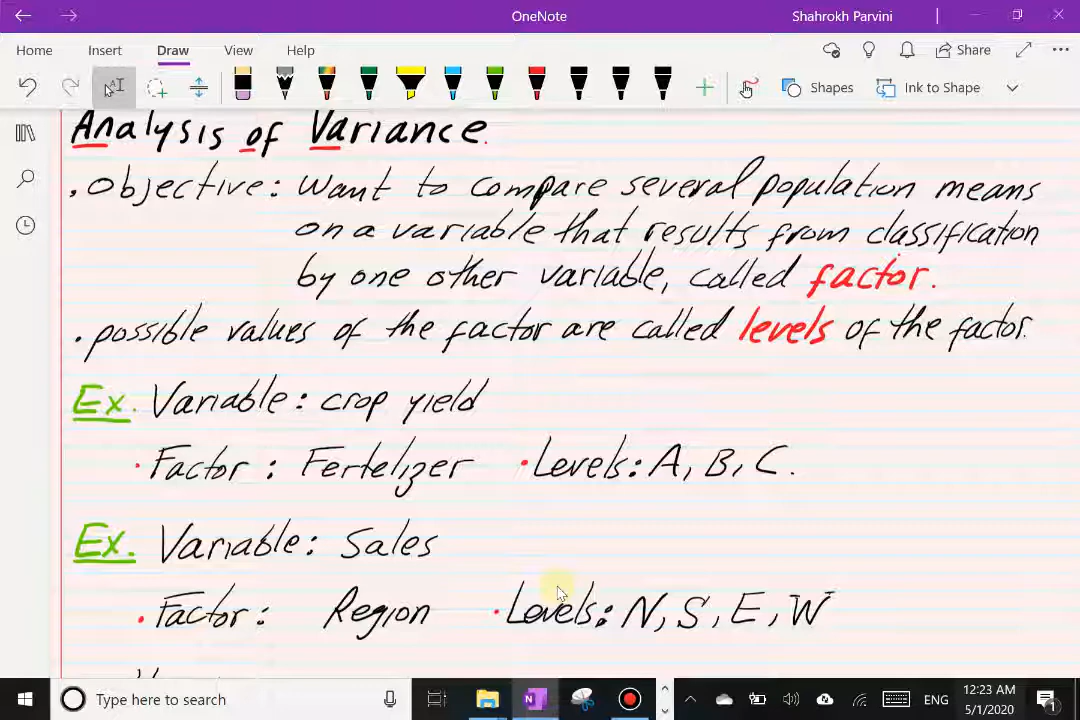 OneNote
Shahrokh Parvini
Home Insert Draw View Help
Share
Shapes
Ink to Shape
Analysis of Variance.
. Objective: Want to compare several population means
on a variable that results from classification
by one other variable, called factor.
. possible values of the factor are called levels of the factor.
Ex. Variable: crop yield
. Factor: Fertelizer . Levels: A, B, C.
Ex. Variable: Sales
. Factor: Region . Levels: N, S, E, W
Type here to search
ENG
12:23 AM
5/1/2020
1